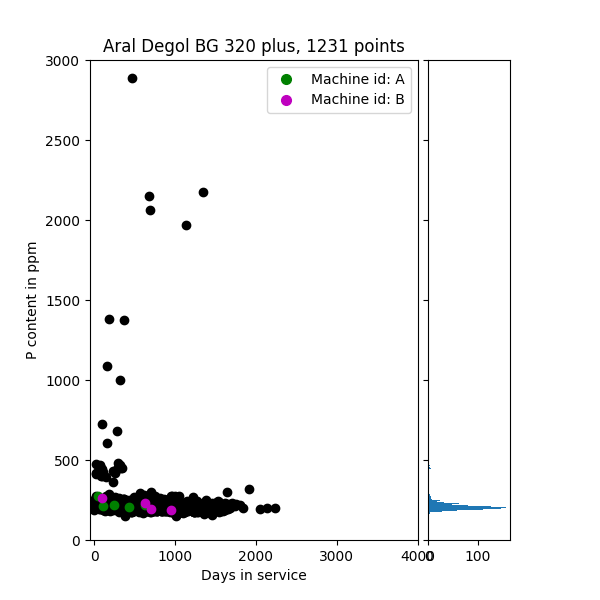 Aral Degol BG 320 plus, 1231 points
Machine id: A
Machine id: B
P content in ppm
3000
2500
2000
1500
1000
500
0
0 1000 2000 3000 4000
0 100
Days in service